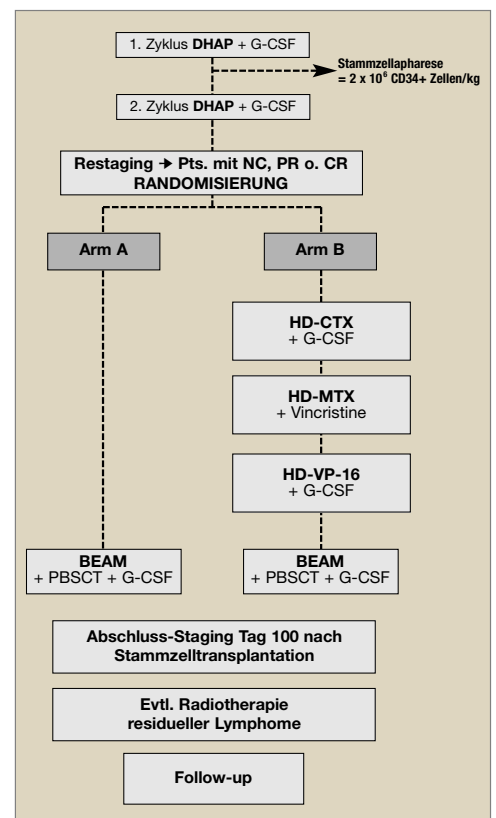 1. Zyklus DHAP + G-CSF
Stammzellapharese
= 2 x 10⁶ CD34+ Zellen/kg
2. Zyklus DHAP + G-CSF
Restaging → Pts. mit NC, PR o. CR
RANDOMISIERUNG
Arm A
Arm B
HD-CTX
+ G-CSF
HD-MTX
+ Vincristine
HD-VP-16
+ G-CSF
BEAM
+ PBSCT + G-CSF
BEAM
+ PBSCT + G-CSF
Abschluss-Staging Tag 100 nach
Stammzelltransplantation
Evtl. Radiotherapie
residueller Lymphome
Follow-up